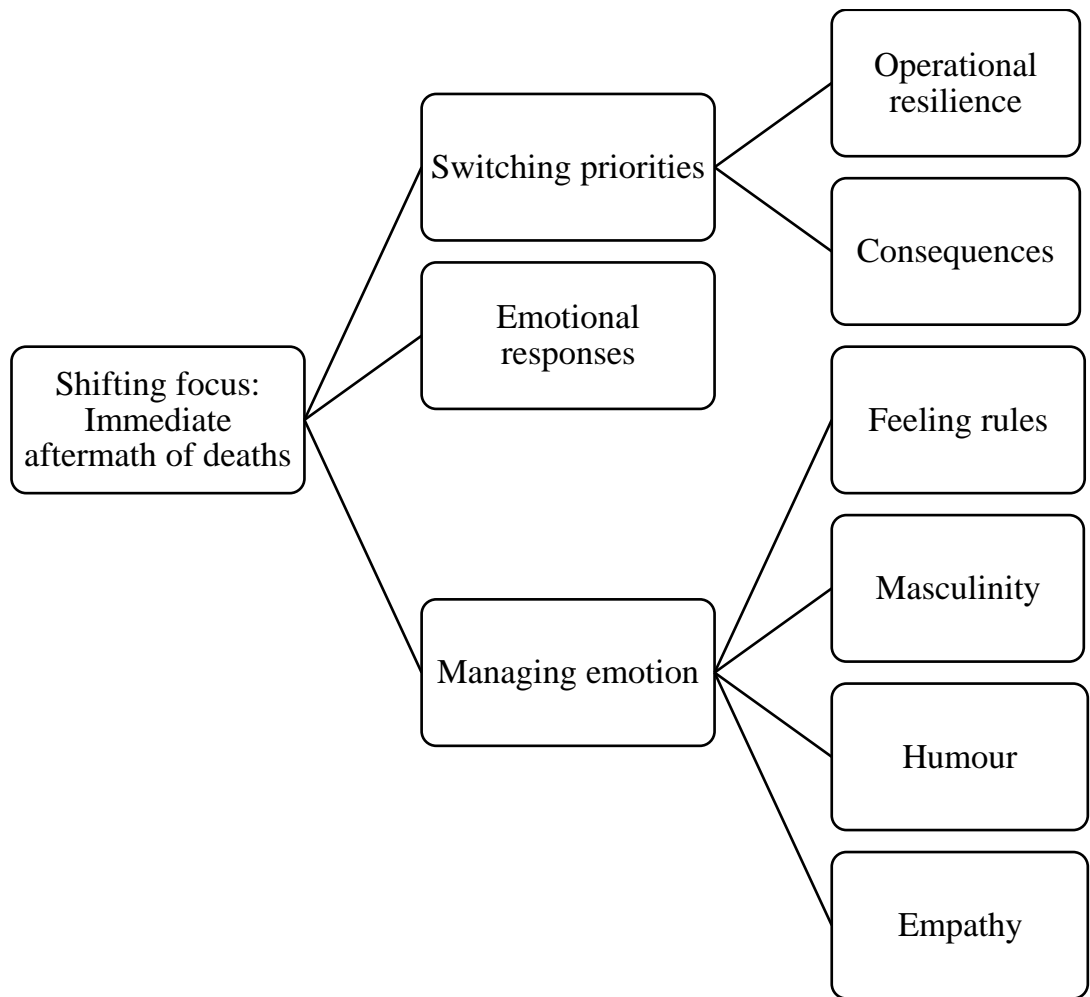 Shifting focus:
Immediate
aftermath of deaths
Switching priorities
Operational
resilience
Consequences
Emotional
responses
Managing emotion
Feeling rules
Masculinity
Humour
Empathy